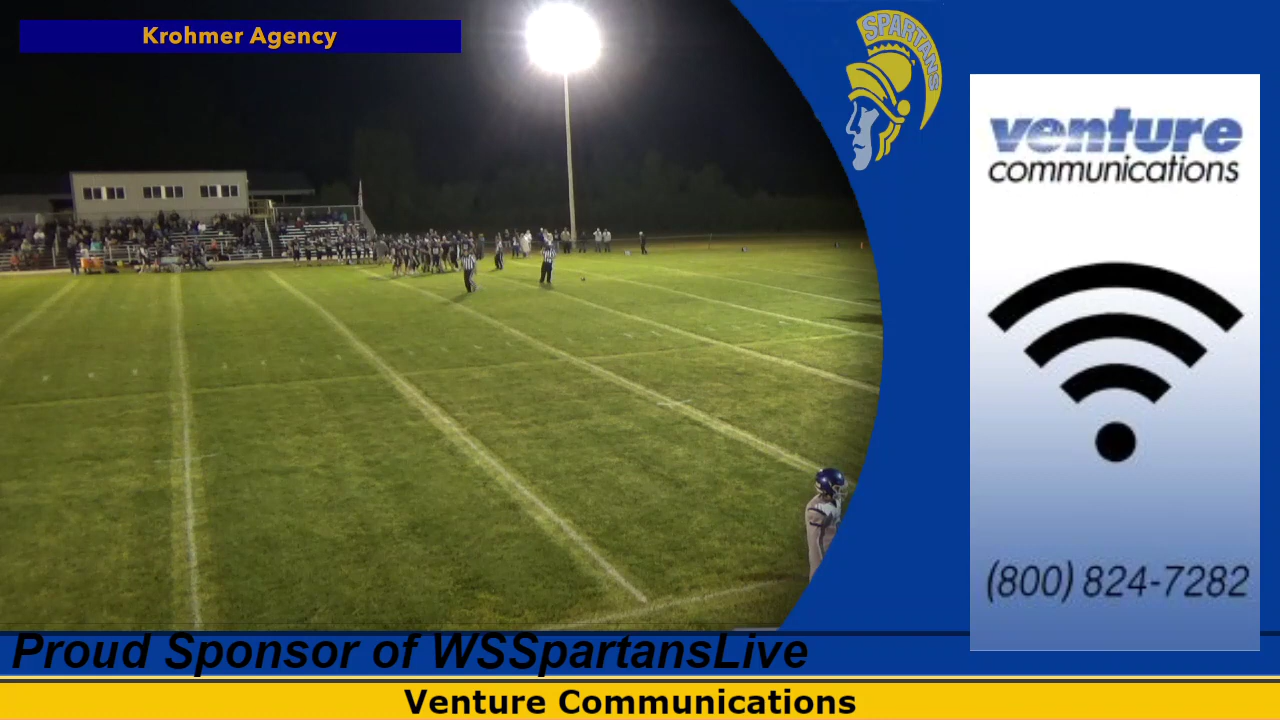 Krohmer Agency
SPARTANS
venture
communications
(800) 824-7282
Proud Sponsor of WSSpartansLive
Venture Communications